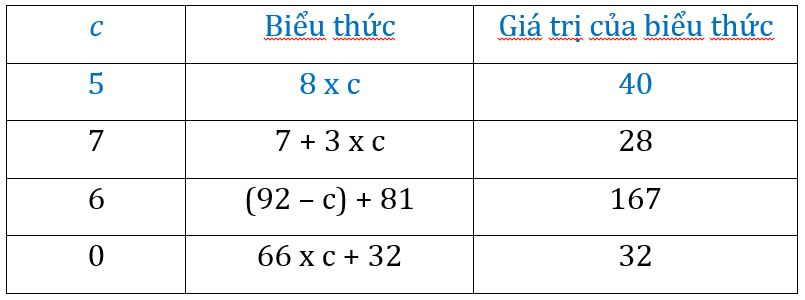 c Biểu thức Giá trị của biểu thức
5 8 x c 40
7 7 + 3 x c 28
6 (92 – c) + 81 167
0 66 x c + 32 32